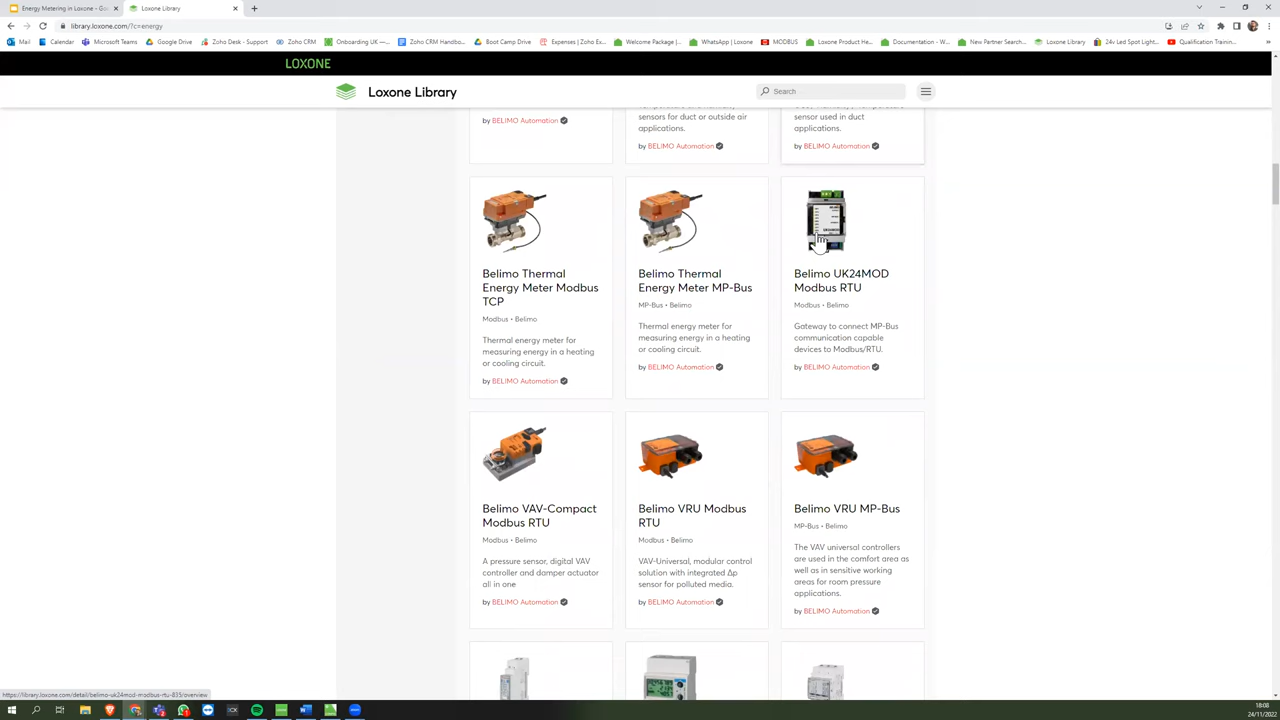 Energy Metering in Loxone - Go
Loxone Library
library.loxone.com/?c=energy
Mail
Calendar
Microsoft Teams
Google Drive
Zoho Desk - Support
Zoho CRM
Onboarding UK —...
Zoho CRM Handbo...
Boot Camp Drive
Expenses | Zoho Ex...
Welcome Package |...
WhatsApp | Loxone
MODBUS
Loxone Product He...
Documentation - W...
New Partner Search...
Loxone Library
24v Led Spot Light...
Qualification Trainin...
LOXONE
Loxone Library
Search
by BELIMO Automation
sensors for duct or outside air
applications.
by BELIMO Automation
sensor used in duct
applications.
by BELIMO Automation
Belimo Thermal
Energy Meter Modbus
TCP
Modbus • Belimo
Thermal energy meter for
measuring energy in a heating
or cooling circuit.
by BELIMO Automation
Belimo Thermal
Energy Meter MP-Bus
MP-Bus • Belimo
Thermal energy meter for
measuring energy in a heating
or cooling circuit.
by BELIMO Automation
Belimo UK24MOD
Modbus RTU
Modbus • Belimo
Gateway to connect MP-Bus
communication capable
devices to Modbus/RTU.
by BELIMO Automation
Belimo VAV-Compact
Modbus RTU
Modbus • Belimo
A pressure sensor, digital VAV
controller and damper actuator
all in one
by BELIMO Automation
Belimo VRU Modbus
RTU
Modbus • Belimo
VAV-Universal, modular control
solution with integrated Δp
sensor for polluted media.
by BELIMO Automation
Belimo VRU MP-Bus
MP-Bus • Belimo
The VAV universal controllers
are used in the comfort area as
well as in sensitive working
areas for room pressure
applications.
by BELIMO Automation
https://library.loxone.com/detail/belimo-uk24mod-modbus-rtu-835/overview
18:08
24/11/2022